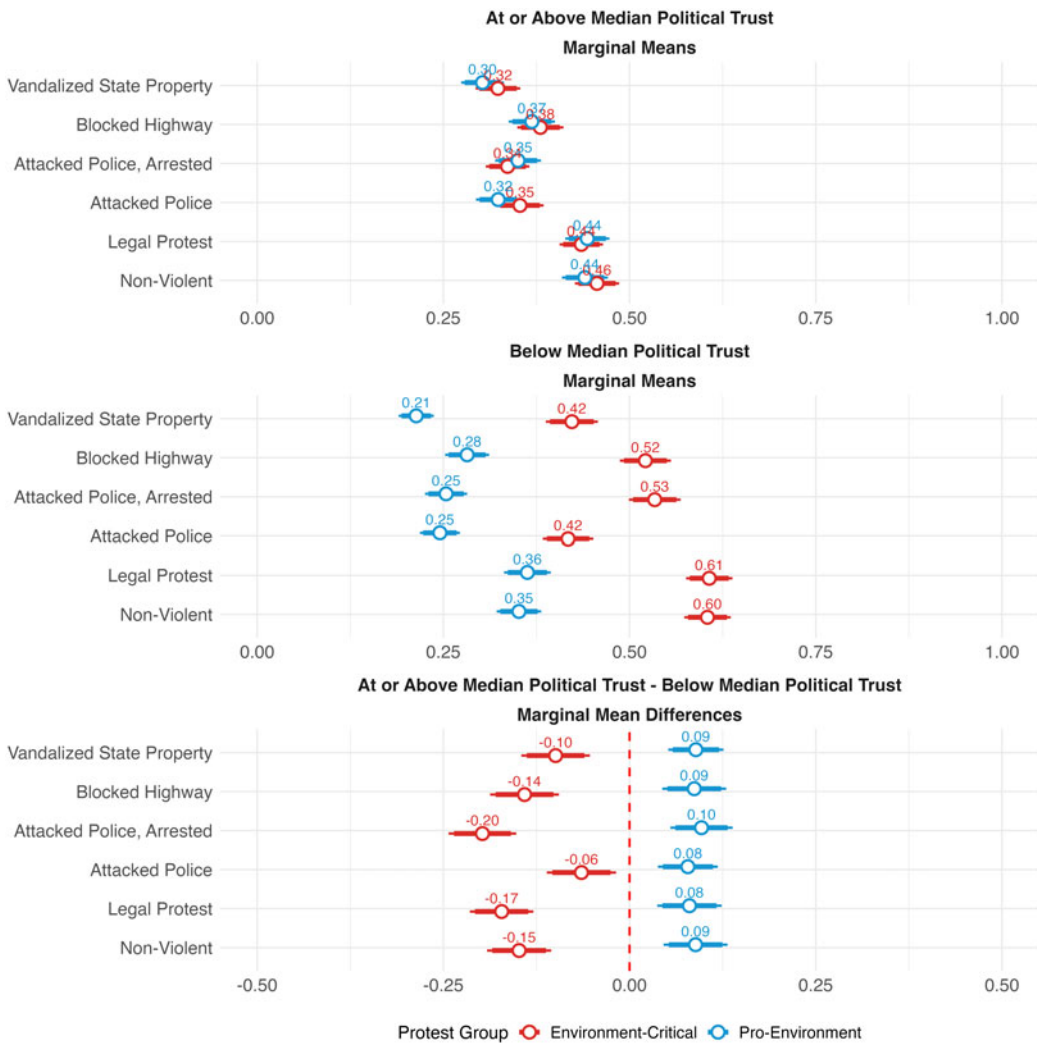 At or Above Median Political Trust
Marginal Means
Vandalized State Property
0.30
0.32
Blocked Highway
0.37
0.38
Attacked Police, Arrested
0.35
0.34
Attacked Police
0.32
0.35
Legal Protest
0.44
0.44
Non-Violent
0.44
0.46
0.00 0.25 0.50 0.75 1.00
Below Median Political Trust
Marginal Means
Vandalized State Property 0.21 0.42
Blocked Highway 0.28 0.52
Attacked Police, Arrested 0.25 0.53
Attacked Police 0.25 0.42
Legal Protest 0.36 0.61
Non-Violent 0.35 0.60
0.00 0.25 0.50 0.75 1.00
At or Above Median Political Trust - Below Median Political Trust
Marginal Mean Differences
Vandalized State Property -0.10 0.09
Blocked Highway -0.14 0.09
Attacked Police, Arrested -0.20 0.10
Attacked Police -0.06 0.08
Legal Protest -0.17 0.08
Non-Violent -0.15 0.09
-0.50 -0.25 0.00 0.25 0.50
Protest Group Environment-Critical Pro-Environment